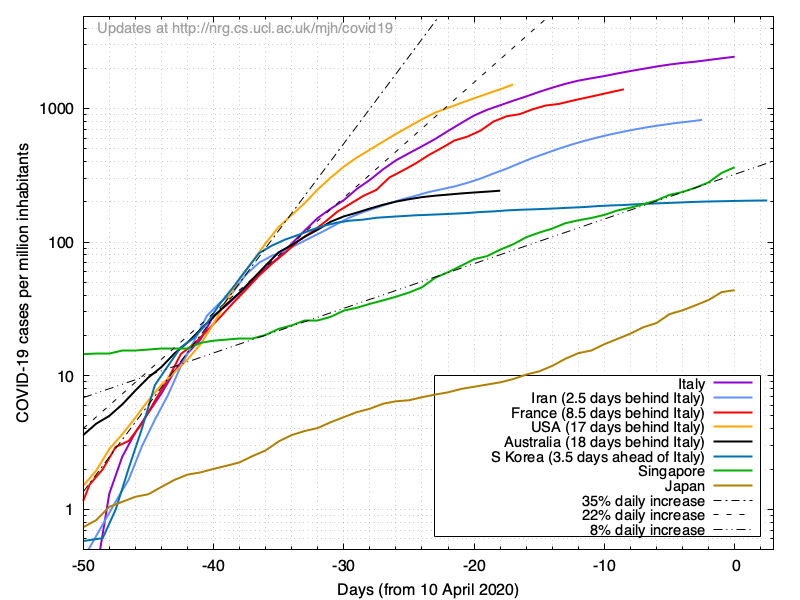 Updates at http://nrg.cs.ucl.ac.uk/mjh/covid19
COVID-19 cases per million inhabitants
1000
100
10
1
Italy
Iran (2.5 days behind Italy)
France (8.5 days behind Italy)
USA (17 days behind Italy)
Australia (18 days behind Italy)
S Korea (3.5 days ahead of Italy)
Singapore
Japan
35% daily increase
22% daily increase
8% daily increase
-50 -40 -30 -20 -10 0
Days (from 10 April 2020)